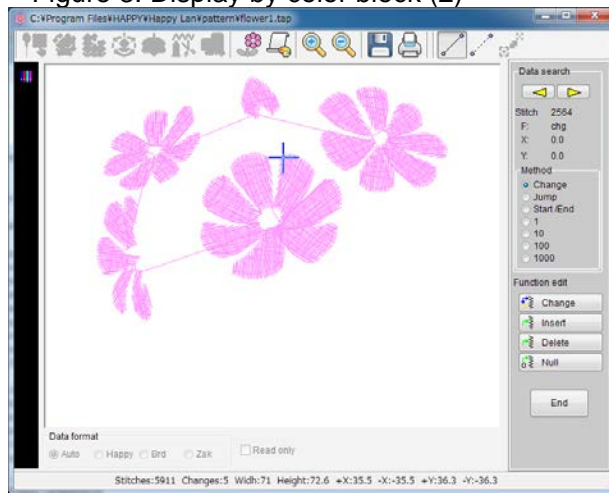 Figure 8. Display by color block (2)
C:¥Program Files¥HAPPY¥Happy Lan¥pattern¥flower1.tap
Data search
Stitch 2564
F: chg
X: 0.0
Y: 0.0
Method
Change
Jump
Start/End
1
10
100
1000
Function edit
Change
Insert
Delete
Null
End
Data format
Auto Happy Brd Zak
Read only
Stitches:5911 Changes:5 Widh:71 Height:72.6 +X:35.5 -X:-35.5 +Y:36.3 -Y:-36.3